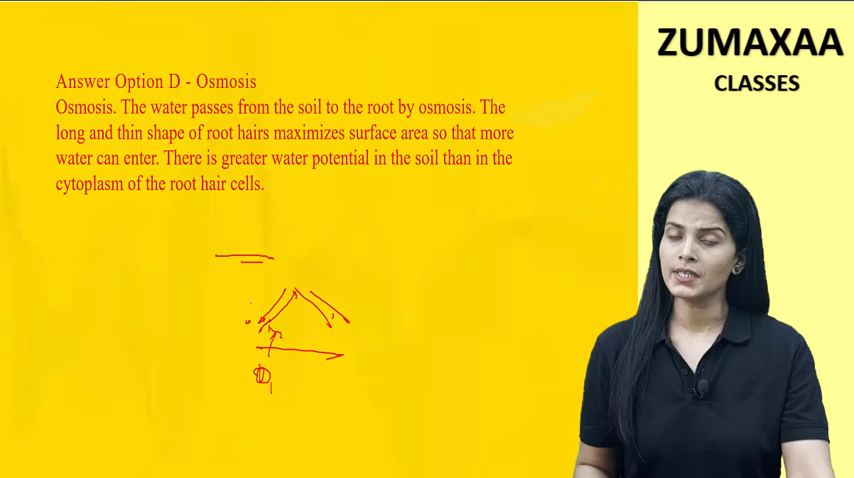 ZUMAXAA
CLASSES
Answer Option D - Osmosis
Osmosis. The water passes from the soil to the root by osmosis. The
long and thin shape of root hairs maximizes surface area so that more
water can enter. There is greater water potential in the soil than in the
cytoplasm of the root hair cells.